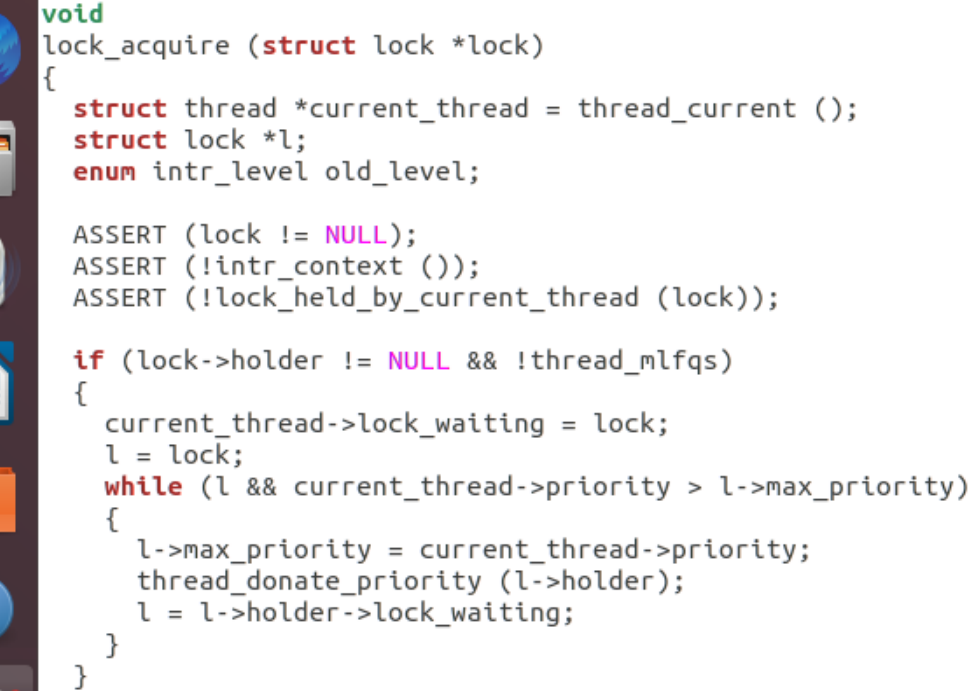 void
lock_acquire (struct lock *lock)
{
  struct thread *current_thread = thread_current ();
  struct lock *l;
  enum intr_level old_level;

  ASSERT (lock != NULL);
  ASSERT (!intr_context ());
  ASSERT (!lock_held_by_current_thread (lock));

  if (lock->holder != NULL && !thread_mlfqs)
  {
    current_thread->lock_waiting = lock;
    l = lock;
    while (l && current_thread->priority > l->max_priority)
    {
      l->max_priority = current_thread->priority;
      thread_donate_priority (l->holder);
      l = l->holder->lock_waiting;
    }
  }